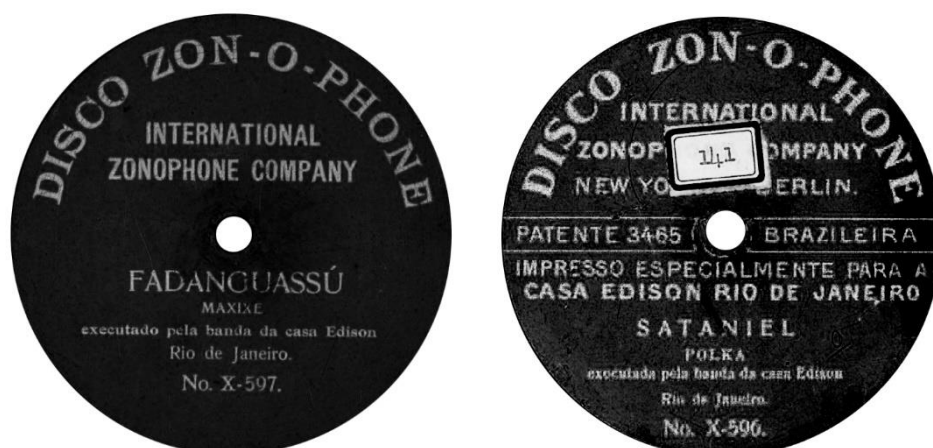 DISCO ZON-O-PHONE
INTERNATIONAL
ZONOPHONE COMPANY
FADANGUASSÚ
MAXIXE
executado pela banda da casa Edison
Rio de Janeiro.
No. X-597.
DISCO ZON-O-PHONE
INTERNATIONAL
ZONOP OMPANY
141
NEW YO ERLIN.
PATENTE 3465 BRAZILEIRA
IMPRESSO ESPECIALMENTE PARA A
CASA EDISON RIO DE JANEIRO
SATANIEL
POLKA
executada pela banda da casa Edison
Rio de Janeiro.
No. X-596.